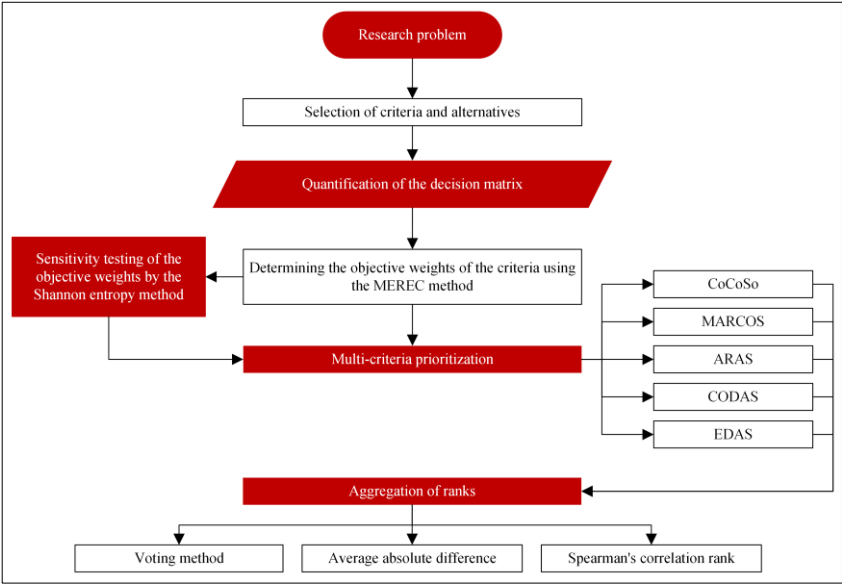 Research problem
Selection of criteria and alternatives
Quantification of the decision matrix
Sensitivity testing of the
objective weights by the
Shannon entropy method
Determining the objective weights of the criteria using
the MEREC method
CoCoSo
MARCOS
Multi-criteria prioritization
ARAS
CODAS
EDAS
Aggregation of ranks
Voting method
Average absolute difference
Spearman's correlation rank